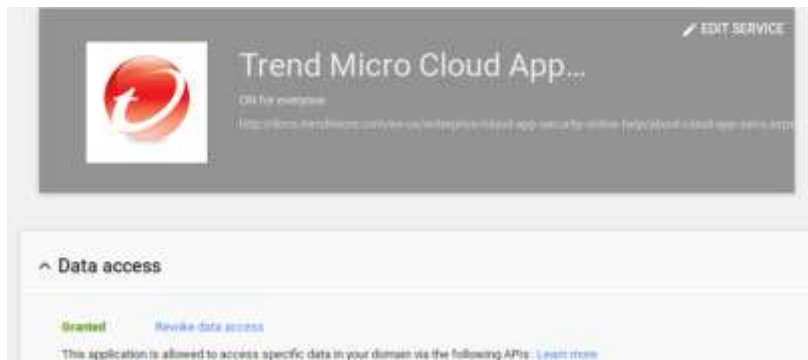 EDIT SERVICE
Trend Micro Cloud App...
ON for everyone
Data access
Granted Revoke data access
This application is allowed to access specific data in your domain via the following APIs: Learn more